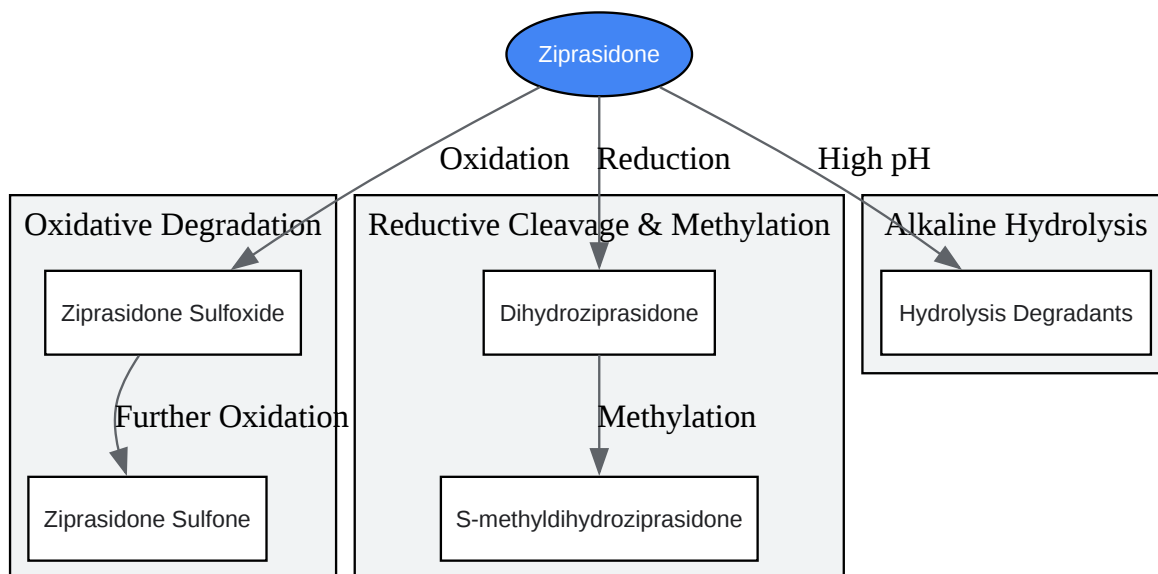 Ziprasidone
Oxidation
Reduction
High pH
Oxidative Degradation
Reductive Cleavage & Methylation
Alkaline Hydrolysis
Ziprasidone Sulfoxide
Dihydroziprasidone
Hydrolysis Degradants
Further Oxidation
Methylation
Ziprasidone Sulfone
S-methyldihydroziprasidone